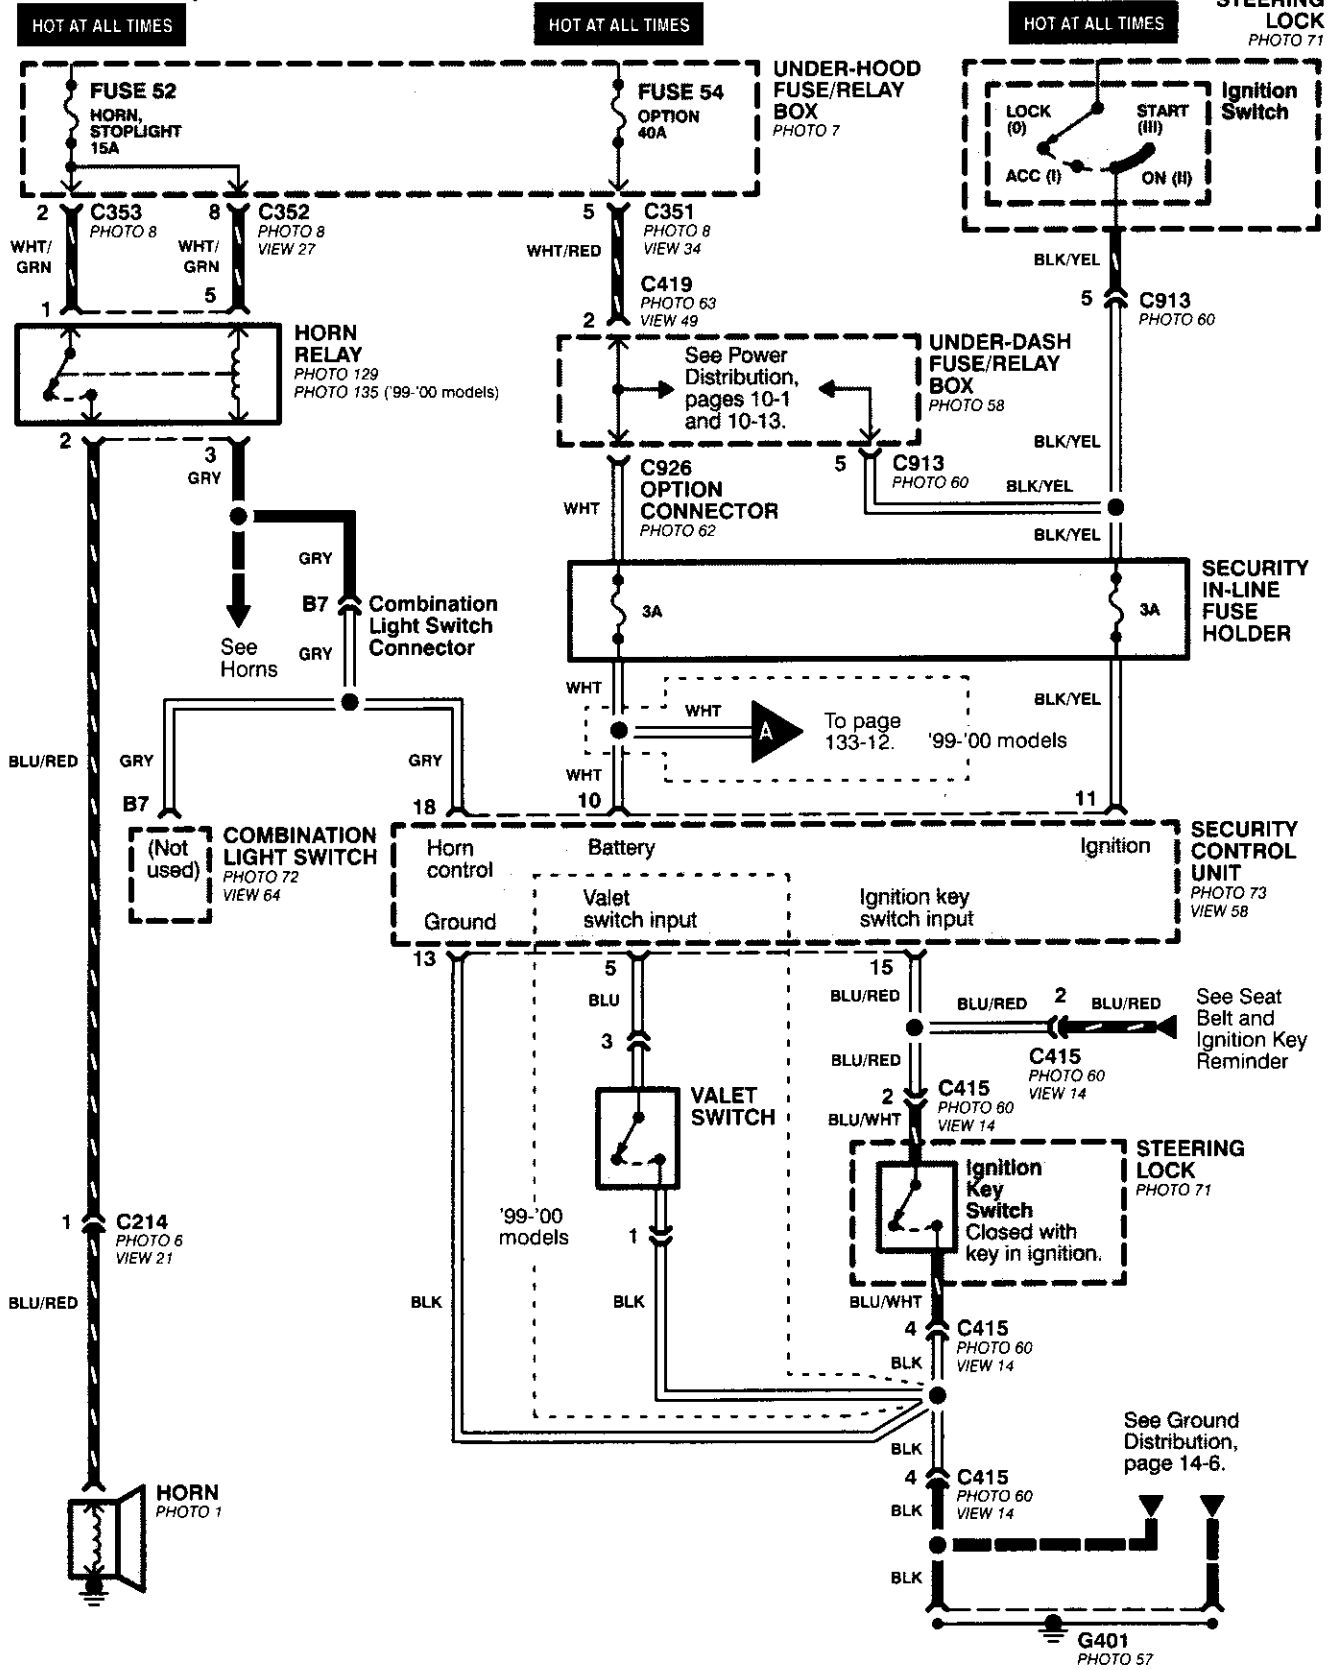 HOT AT ALL TIMES
HOT AT ALL TIMES
HOT AT ALL TIMES
STEERING
LOCK
PHOTO 71
FUSE 52
HORN,
STOPLIGHT
15A
FUSE 54
OPTION
40A
UNDER-HOOD
FUSE/RELAY
BOX
PHOTO 7
LOCK
(0)
START
(III)
ACC (I)
ON (II)
Ignition
Switch
2
C353
PHOTO 8
8
C352
PHOTO 8
VIEW 27
5
C351
PHOTO 8
VIEW 34
WHT/
GRN
WHT/
GRN
WHT/RED
BLK/YEL
1
5
C419
PHOTO 63
VIEW 49
2
5
C913
PHOTO 60
HORN
RELAY
PHOTO 129
PHOTO 135 ('99-'00 models)
See Power
Distribution,
pages 10-1
and 10-13.
UNDER-DASH
FUSE/RELAY
BOX
PHOTO 58
2
3
GRY
BLK/YEL
C926
OPTION
CONNECTOR
PHOTO 62
WHT
5
C913
PHOTO 60
BLK/YEL
BLK/YEL
GRY
B7
Combination
Light Switch
Connector
GRY
See
Horns
3A
3A
SECURITY
IN-LINE
FUSE
HOLDER
WHT
WHT
A
To page
133-12.
'99-'00 models
BLK/YEL
BLU/RED
GRY
GRY
WHT
B7
18
10
11
(Not
used)
COMBINATION
LIGHT SWITCH
PHOTO 72
VIEW 64
Horn
control
Battery
Ignition
SECURITY
CONTROL
UNIT
PHOTO 73
VIEW 58
Ground
Valet
switch input
Ignition key
switch input
13
5
15
BLU
BLU/RED
BLU/RED
2
BLU/RED
See Seat
Belt and
Ignition Key
Reminder
C415
PHOTO 60
VIEW 14
3
BLU/RED
2
C415
PHOTO 60
VIEW 14
BLU/WHT
VALET
SWITCH
Ignition
Key
Switch
Closed with
key in ignition.
STEERING
LOCK
PHOTO 71
1
C214
PHOTO 6
VIEW 21
'99-'00
models
1
BLU/RED
BLK
BLK
BLU/WHT
4
C415
PHOTO 60
VIEW 14
BLK
BLK
See Ground
Distribution,
page 14-6.
4
C415
PHOTO 60
VIEW 14
BLK
HORN
PHOTO 1
BLK
G401
PHOTO 57